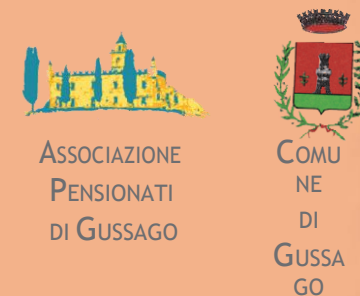 ASSOCIAZIONE
PENSIONATI
DI GUSSAGO
COMU
NE
DI
GUSSA
GO